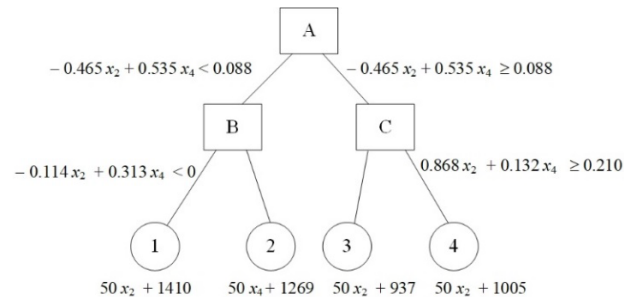 A
− 0.465 x₂ + 0.535 x₄ < 0.088
− 0.465 x₂ + 0.535 x₄ ≥ 0.088
B
C
− 0.114 x₂ + 0.313 x₄ < 0
0.868 x₂ + 0.132 x₄ ≥ 0.210
1
2
3
4
50 x₂ + 1410
50 x₄ + 1269
50 x₂ + 937
50 x₂ + 1005